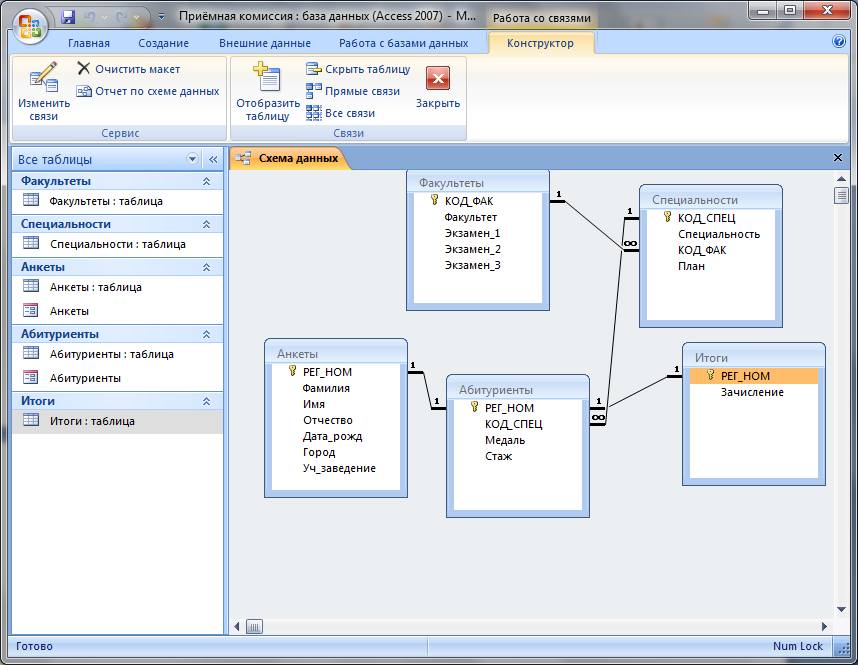 Приёмная комиссия : база данных (Access 2007) - M...
Работа со связями
Главная
Создание
Внешние данные
Работа с базами данных
Конструктор
Изменить связи
Очистить макет
Отчет по схеме данных
Сервис
Отобразить таблицу
Скрыть таблицу
Прямые связи
Все связи
Закрыть
Связи
Все таблицы
Факультеты
Факультеты : таблица
Специальности
Специальности : таблица
Анкеты
Анкеты : таблица
Анкеты
Абитуриенты
Абитуриенты : таблица
Абитуриенты
Итоги
Итоги : таблица
Схема данных
Факультеты
КОД_ФАК
Факультет
Экзамен_1
Экзамен_2
Экзамен_3
1
1
∞
Специальности
КОД_СПЕЦ
Специальность
КОД_ФАК
План
Анкеты
РЕГ_НОМ
Фамилия
Имя
Отчество
Дата_рожд
Город
Уч_заведение
1
1
Абитуриенты
РЕГ_НОМ
КОД_СПЕЦ
Медаль
Стаж
1
∞
1
Итоги
РЕГ_НОМ
Зачисление
Готово
Num Lock